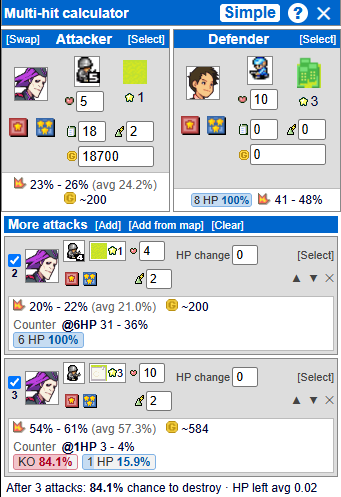 Multi-hit calculator Simple ? ×
[Swap] Attacker [Select] Defender [Select]
5
5 1
10 3
18 2
0 0
18700
0
23% - 26% (avg 24.2%)
G ~200
8 HP 100% 41 - 48%
More attacks [Add] [Add from map] [Clear]
4 1 4 HP change 0 [Select]
2
2 ▲ ▼ ×
20% - 22% (avg 21.0%) G ~200
Counter @6HP 31 - 36%
6 HP 100%
3 10 HP change 0 [Select]
3
2 ▲ ▼ ×
54% - 61% (avg 57.3%) G ~584
Counter @1HP 3 - 4%
KO 84.1% 1 HP 15.9%
After 3 attacks: 84.1% chance to destroy · HP left avg 0.02